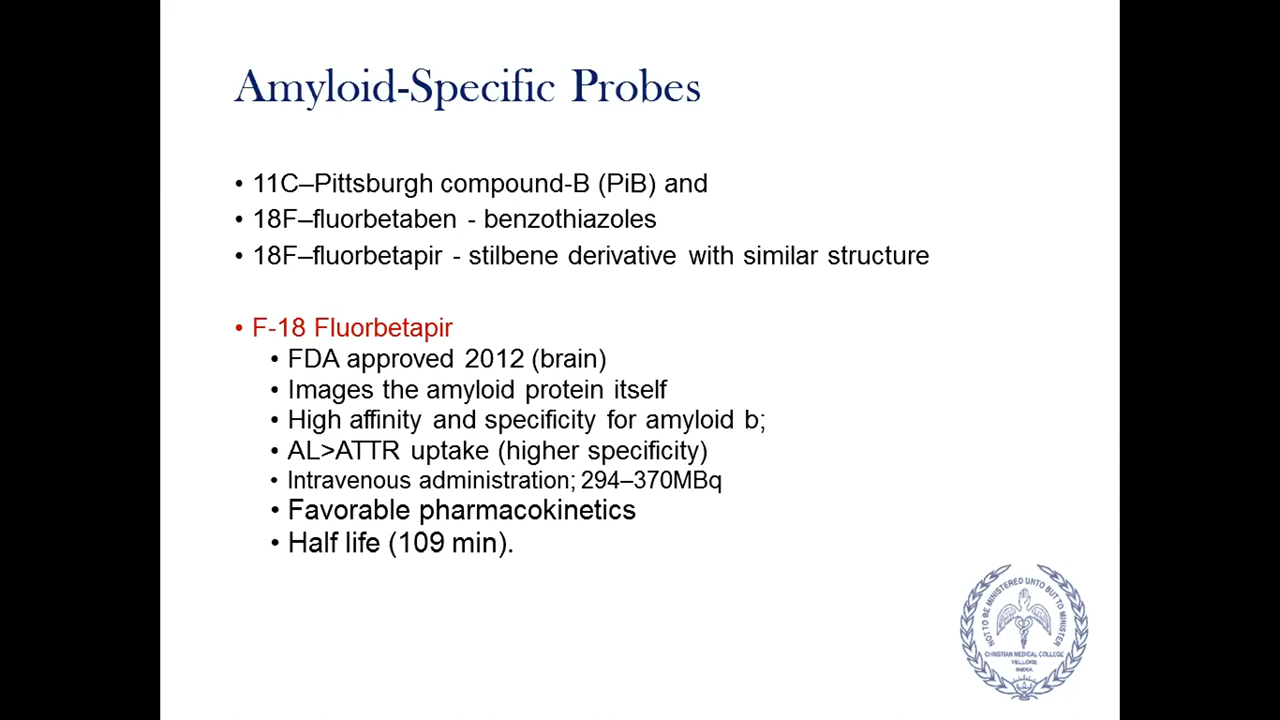 Amyloid-Specific Probes
• 11C–Pittsburgh compound-B (PiB) and
• 18F–fluorbetaben - benzothiazoles
• 18F–fluorbetapir - stilbene derivative with similar structure
• F-18 Fluorbetapir
• FDA approved 2012 (brain)
• Images the amyloid protein itself
• High affinity and specificity for amyloid b;
• AL>ATTR uptake (higher specificity)
• Intravenous administration; 294–370MBq
• Favorable pharmacokinetics
• Half life (109 min).
NOT TO BE MINISTERED UNTO BUT TO MINISTER
CHRISTIAN MEDICAL COLLEGE
VELLORE
INDIA